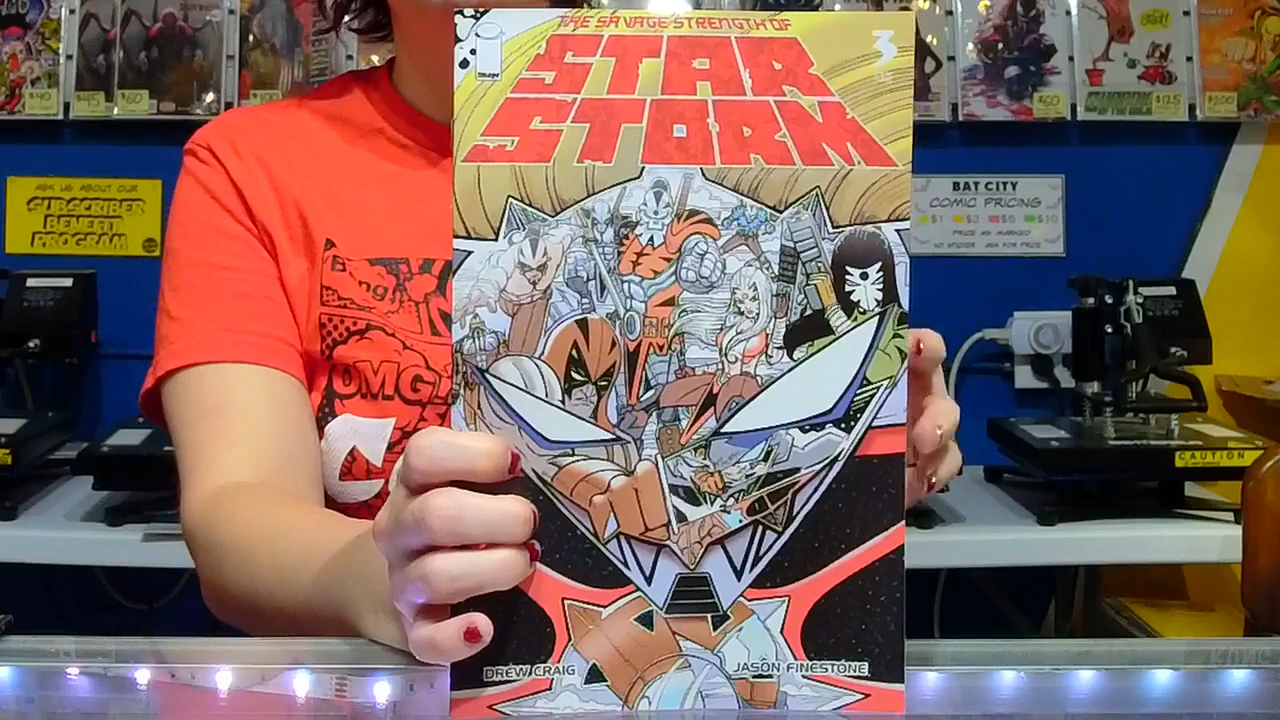 THE SAVAGE STRENGTH OF
STAR
STORM
3
image
DREW CRAIG
JASON FINESTONE
ASK US ABOUT OUR
SUBSCRIBER
BENEFIT
PROGRAM
BAT CITY
COMIC PRICING
$1 $2 $5 $10
PRICE AS MARKED
NO STICKER ASK FOR PRICE
OMG
CAUTION
$40
$45
$60
$125